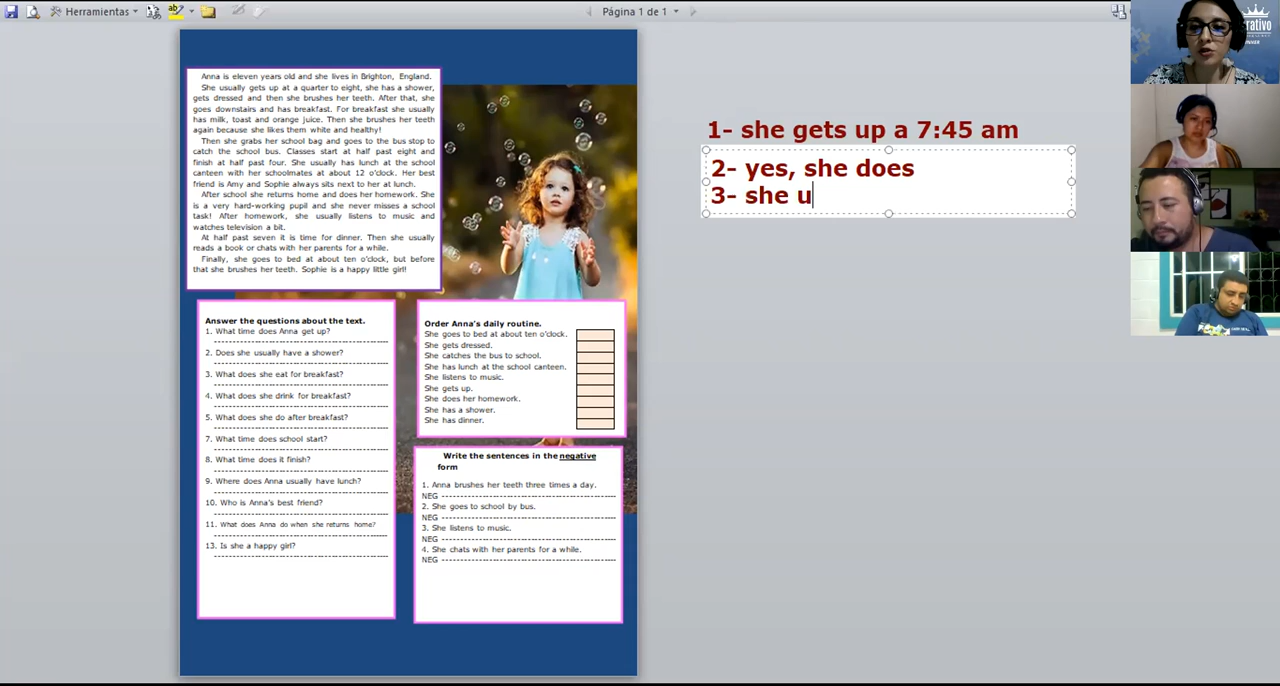 Herramientas
Página 1 de 1
rativo
Anna is eleven years old and she lives in Brighton, England.
She usually gets up at a quarter to eight, she has a shower,
gets dressed and then she brushes her teeth. After that, she
goes downstairs and has breakfast. For breakfast she usually
has milk, toast and orange juice. Then she brushes her teeth
again because she likes them white and healthy!
Then she grabs her school bag and goes to the bus stop to
catch the school bus. Classes start at half past eight and
finish at half past four. She usually has lunch at the school
canteen with her schoolmates at about 12 o'clock. Her best
friend is Amy and Sophie always sits next to her at lunch.
After school she returns home and does her homework. She
is a very hard-working pupil and she never misses a school
task! After homework, she usually listens to music and
watches television a bit.
At half past seven it is time for dinner. Then she usually
reads a book or chats with her parents for a while.
Finally, she goes to bed at about ten o'clock, but before
that she brushes her teeth. Sophie is a happy little girl!
Answer the questions about the text.
1. What time does Anna get up?
2. Does she usually have a shower?
3. What does she eat for breakfast?
4. What does she drink for breakfast?
5. What does she do after breakfast?
7. What time does school start?
8. What time does it finish?
9. Where does Anna usually have lunch?
10. Who is Anna's best friend?
11. What does Anna do when she returns home?
13. Is she a happy girl?
Order Anna's daily routine.
She goes to bed at about ten o'clock.
She gets dressed.
She catches the bus to school.
She has lunch at the school canteen.
She listens to music.
She gets up.
She does her homework.
She has a shower.
She has dinner.
Write the sentences in the negative
form
1. Anna brushes her teeth three times a day.
NEG
2. She goes to school by bus.
NEG
3. She listens to music.
NEG
4. She chats with her parents for a while.
NEG
1- she gets up a 7:45 am
2- yes, she does
3- she u